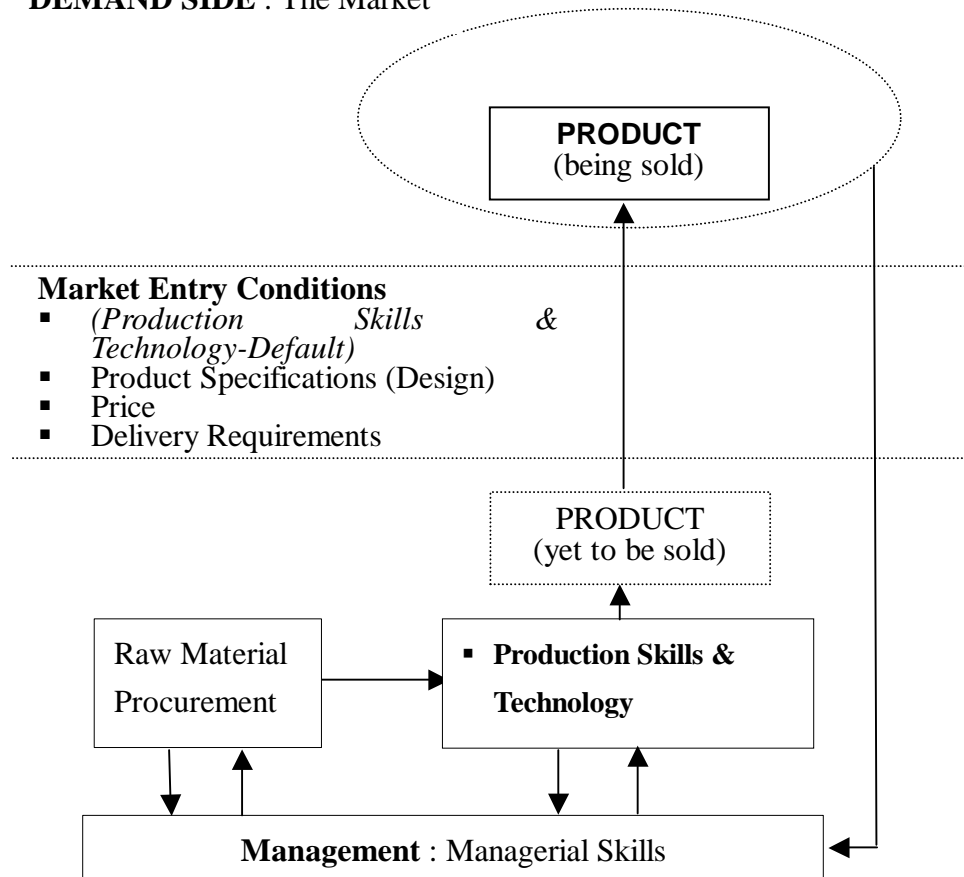 DEMAND SIDE : The Market
PRODUCT
(being sold)
Market Entry Conditions
▪ (Production Skills &
Technology-Default)
▪ Product Specifications (Design)
▪ Price
▪ Delivery Requirements
PRODUCT
(yet to be sold)
Raw Material
Procurement
▪ Production Skills &
Technology
Management : Managerial Skills